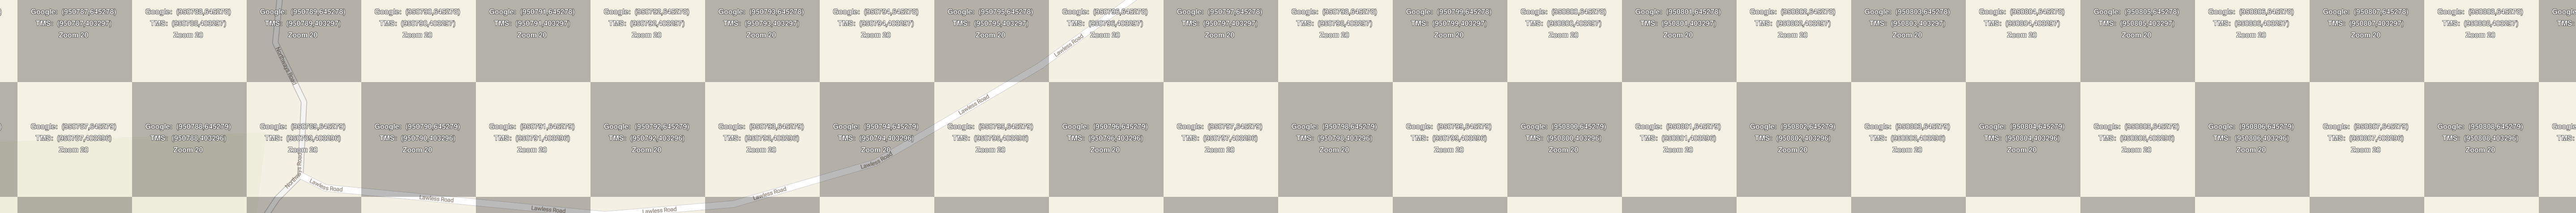 Google: (950787,645278) Google: (950788,645278) Google: (950789,645278) Google: (950790,645278) Google: (950791,645278) Google: (950792,645278) Google: (950793,645278) Google: (950794,645278) Google: (950795,645278) Google: (950796,645278) Google: (950797,645278) Google: (950798,645278) Google: (950799,645278) Google: (950800,645278) Google: (950801,645278) Google: (950802,645278) Google: (950803,645278) Google: (950804,645278) Google: (950805,645278) Google: (950806,645278) Google: (950807,645278) Google: (950808,645278)
TMS: (950787,403297) TMS: (950788,403297) TMS: (950789,403297) TMS: (950790,403297) TMS: (950791,403297) TMS: (950792,403297) TMS: (950793,403297) TMS: (950794,403297) TMS: (950795,403297) TMS: (950796,403297) TMS: (950797,403297) TMS: (950798,403297) TMS: (950799,403297) TMS: (950800,403297) TMS: (950801,403297) TMS: (950802,403297) TMS: (950803,403297) TMS: (950804,403297) TMS: (950805,403297) TMS: (950806,403297) TMS: (950807,403297) TMS: (950808,403297)
Zoom 20 Zoom 20 Zoom 20 Zoom 20 Zoom 20 Zoom 20 Zoom 20 Zoom 20 Zoom 20 Zoom 20 Zoom 20 Zoom 20 Zoom 20 Zoom 20 Zoom 20 Zoom 20 Zoom 20 Zoom 20 Zoom 20 Zoom 20 Zoom 20 Zoom 20
Lawless Road
Northways Road
Lawless Road
Google: (950787,645279) Google: (950788,645279) Google: (950789,645279) Google: (950790,645279) Google: (950791,645279) Google: (950792,645279) Google: (950793,645279) Google: (950794,645279) Google: (950795,645279) Google: (950796,645279) Google: (950797,645279) Google: (950798,645279) Google: (950799,645279) Google: (950800,645279) Google: (950801,645279) Google: (950802,645279) Google: (950803,645279) Google: (950804,645279) Google: (950805,645279) Google: (950806,645279) Google: (950807,645279) Google: (950808,645279)
TMS: (950787,403296) TMS: (950788,403296) TMS: (950789,403296) TMS: (950790,403296) TMS: (950791,403296) TMS: (950792,403296) TMS: (950793,403296) TMS: (950794,403296) TMS: (950795,403296) TMS: (950796,403296) TMS: (950797,403296) TMS: (950798,403296) TMS: (950799,403296) TMS: (950800,403296) TMS: (950801,403296) TMS: (950802,403296) TMS: (950803,403296) TMS: (950804,403296) TMS: (950805,403296) TMS: (950806,403296) TMS: (950807,403296) TMS: (950808,403296)
Zoom 20 Zoom 20 Zoom 20 Zoom 20 Zoom 20 Zoom 20 Zoom 20 Zoom 20 Zoom 20 Zoom 20 Zoom 20 Zoom 20 Zoom 20 Zoom 20 Zoom 20 Zoom 20 Zoom 20 Zoom 20 Zoom 20 Zoom 20 Zoom 20 Zoom 20
Lawless Road
Northways Road
Lawless Road
Lawless Road
Lawless Road
Lawless Road
Lawless Road